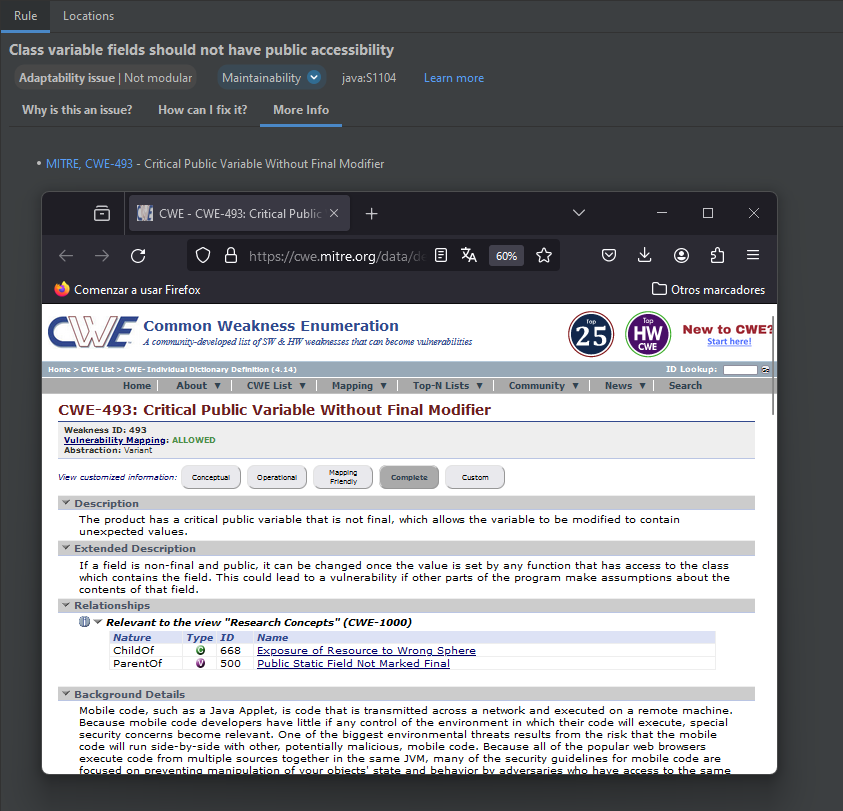 Rule Locations
Class variable fields should not have public accessibility
Adaptability issue | Not modular Maintainability java:S1104 Learn more
Why is this an issue? How can I fix it? More Info
• MITRE, CWE-493 - Critical Public Variable Without Final Modifier
CWE - CWE-493: Critical Public
https://cwe.mitre.org/data/de 60%
Comenzar a usar Firefox Otros marcadores
CWE Common Weakness Enumeration
A community-developed list of SW & HW weaknesses that can become vulnerabilities
Top 25
Top HW CWE
New to CWE?
Start here!
Home > CWE List > CWE- Individual Dictionary Definition (4.14) ID Lookup: Go
Home About ▼ CWE List ▼ Mapping ▼ Top-N Lists ▼ Community ▼ News ▼ Search
CWE-493: Critical Public Variable Without Final Modifier
Weakness ID: 493
Vulnerability Mapping: ALLOWED
Abstraction: Variant
View customized information: Conceptual Operational Mapping Friendly Complete Custom
Description
The product has a critical public variable that is not final, which allows the variable to be modified to contain
unexpected values.
Extended Description
If a field is non-final and public, it can be changed once the value is set by any function that has access to the class
which contains the field. This could lead to a vulnerability if other parts of the program make assumptions about the
contents of that field.
Relationships
Relevant to the view "Research Concepts" (CWE-1000)
Nature Type ID Name
ChildOf C 668 Exposure of Resource to Wrong Sphere
ParentOf V 500 Public Static Field Not Marked Final
Background Details
Mobile code, such as a Java Applet, is code that is transmitted across a network and executed on a remote machine.
Because mobile code developers have little if any control of the environment in which their code will execute, special
security concerns become relevant. One of the biggest environmental threats results from the risk that the mobile
code will run side-by-side with other, potentially malicious, mobile code. Because all of the popular web browsers
execute code from multiple sources together in the same JVM, many of the security guidelines for mobile code are
focused on preventing manipulation of your objects' state and behavior by adversaries who have access to the same